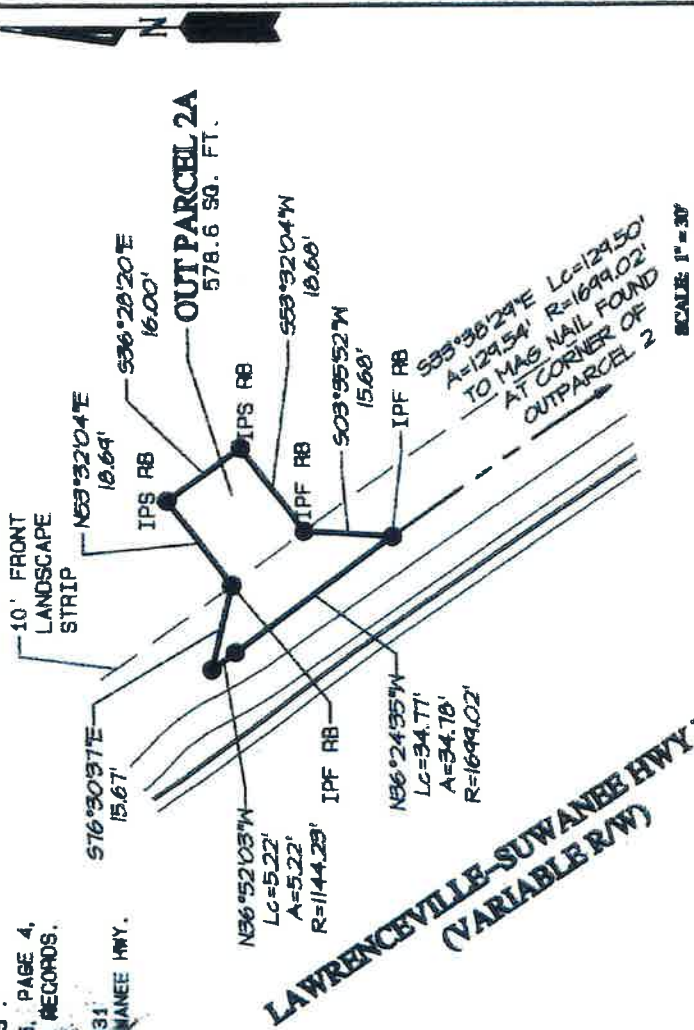 PAGE 4,
RECORDS.
31
HWY.
N
10' FRONT
LANDSCAPE
STRIP
N53°32'04"E
18.69'
S36°28'20"E
16.00'
OUT PARCEL 2A
578.6 SQ. FT.
IPS RB
IPS RB
S53°32'04"W
18.68'
IPF RB
S03°35'52"W
15.68'
IPF RB
S76°30'37"E
15.67'
N36°52'03"W
Lc=5.22'
A=5.22'
R=1144.23'
IPF RB
N36°24'35"W
Lc=34.77'
A=34.78'
R=1699.02'
S33°38'29"E Lc=129.50'
A=129.54' R=1699.02'
TO MAG NAIL FOUND
AT CORNER OF
OUTPARCEL 2
LAWRENCEVILLE-SUWANEE HWY.
(VARIABLE R/W)
SCALE: 1" = 30'